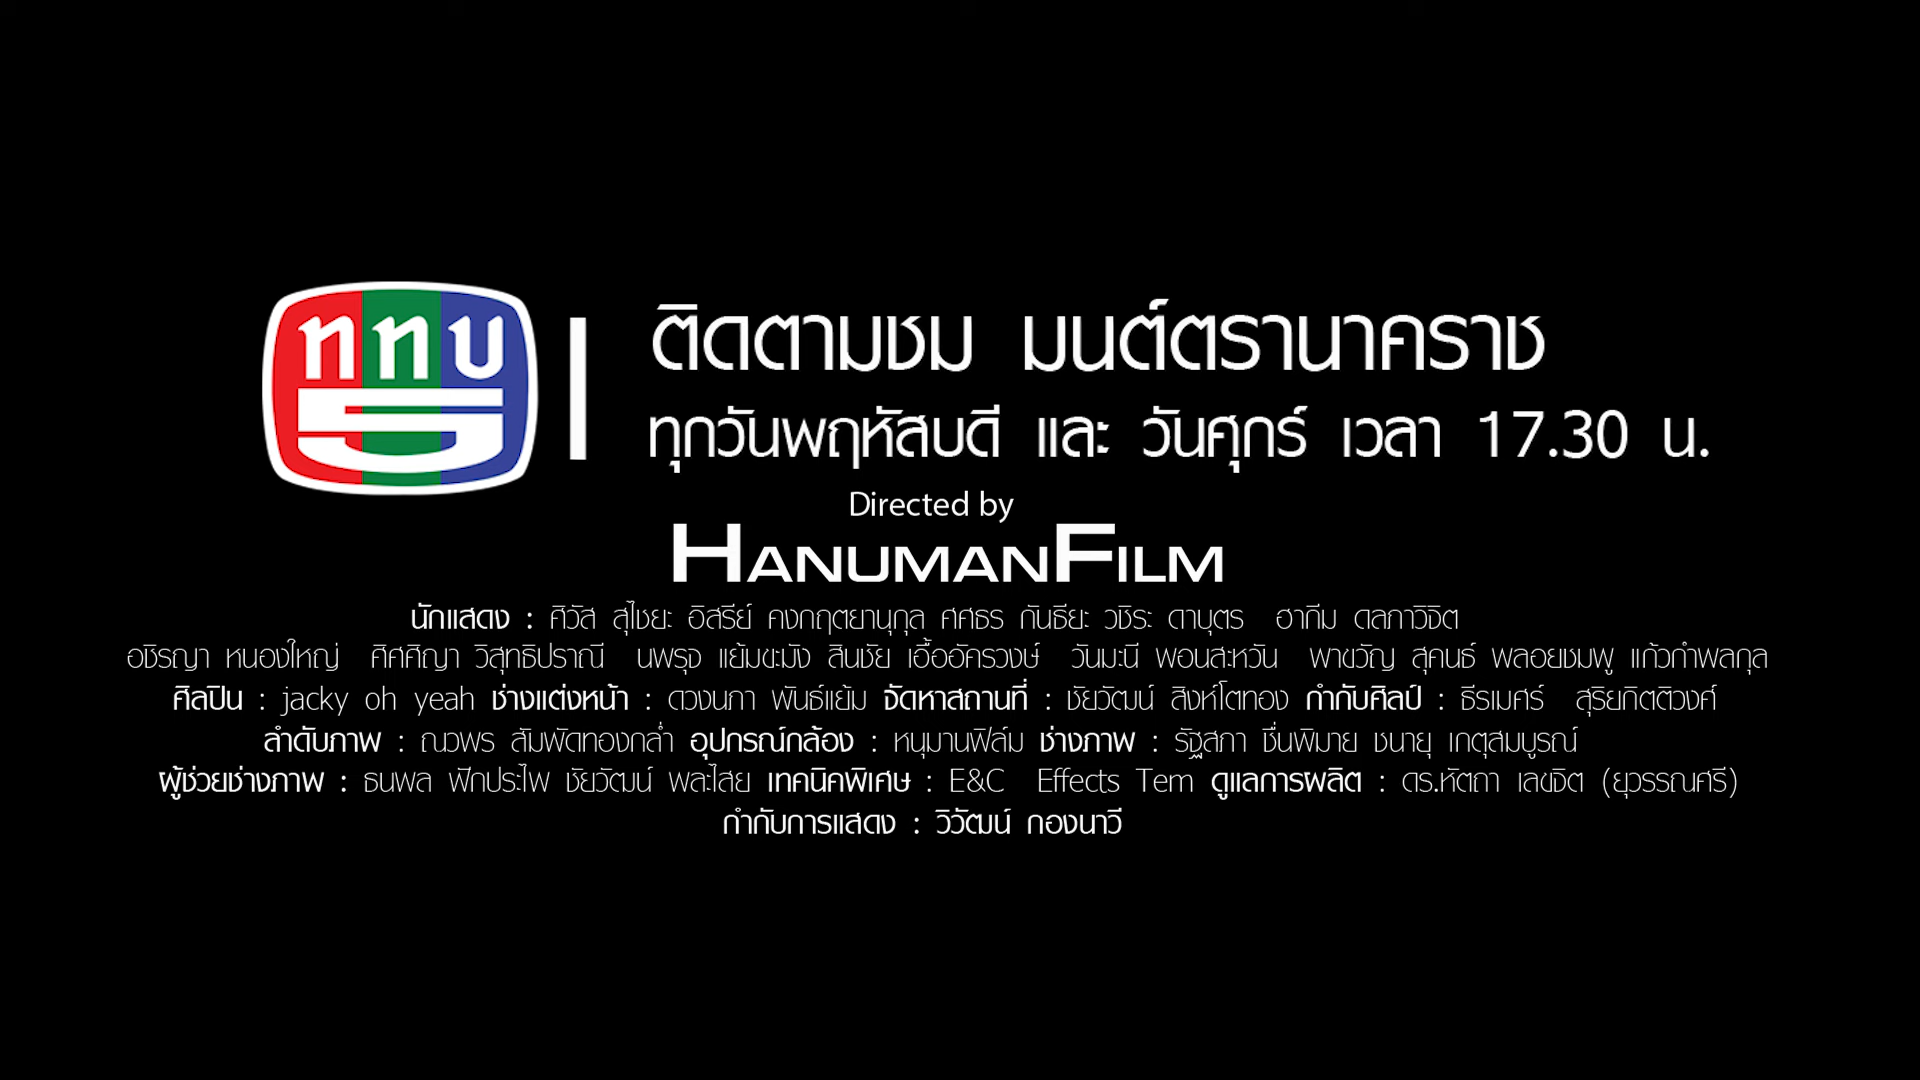 ททบ
5
ติดตามชม มนต์ตรานาคราช
ทุกวันพฤหัสบดี และ วันศุกร์ เวลา 17.30 น.
Directed by
HANUMANFILM
นักแสดง : ศิวัส สุไชยะ อิสรีย์ คงกฤตยานุกุล ศศธร กันธียะ วชิระ ดาบุตร ฮากีม ดลภาวิจิต
อชิรญา หนองใหญ่ ศิศศิญา วิสุทธิปราณี นพรุจ แย้มขะมัง สินชัย เอื้ออัครวงษ์ วันมะนี พอนสะหวัน พาขวัญ สุคนธ์ พลอยชมพู แก้วกำพลกุล
ศิลปิน : jacky oh yeah ช่างแต่งหน้า : ดวงนภา พันธ์แย้ม จัดหาสถานที่ : ชัยวัฒน์ สิงห์โตทอง กำกับศิลป์ : ธีรเมศร์ สุริยกิตติวงศ์
ลำดับภาพ : ณวพร สัมพัดทองกล่ำ อุปกรณ์กล้อง : หนุมานฟิล์ม ช่างภาพ : รัฐสภา ชื่นพิมาย ชนายุ เกตุสมบูรณ์
ผู้ช่วยช่างภาพ : ธนพล ฟักประไพ ชัยวัฒน์ พละไสย เทคนิคพิเศษ : E&C Effects Tem ดูแลการผลิต : ดร.หัตถา เลขจิต (ยุวรรณศรี)
กำกับการแสดง : วิวัฒน์ กองนาวี